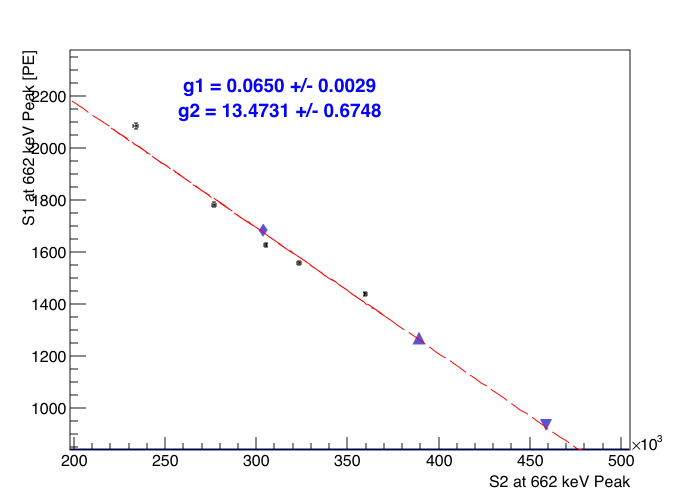 g1 = 0.0650 +/- 0.0029
g2 = 13.4731 +/- 0.6748
S1 at 662 keV Peak [PE]
2200
2000
1800
1600
1400
1200
1000
200 250 300 350 400 450 500
×10³
S2 at 662 keV Peak